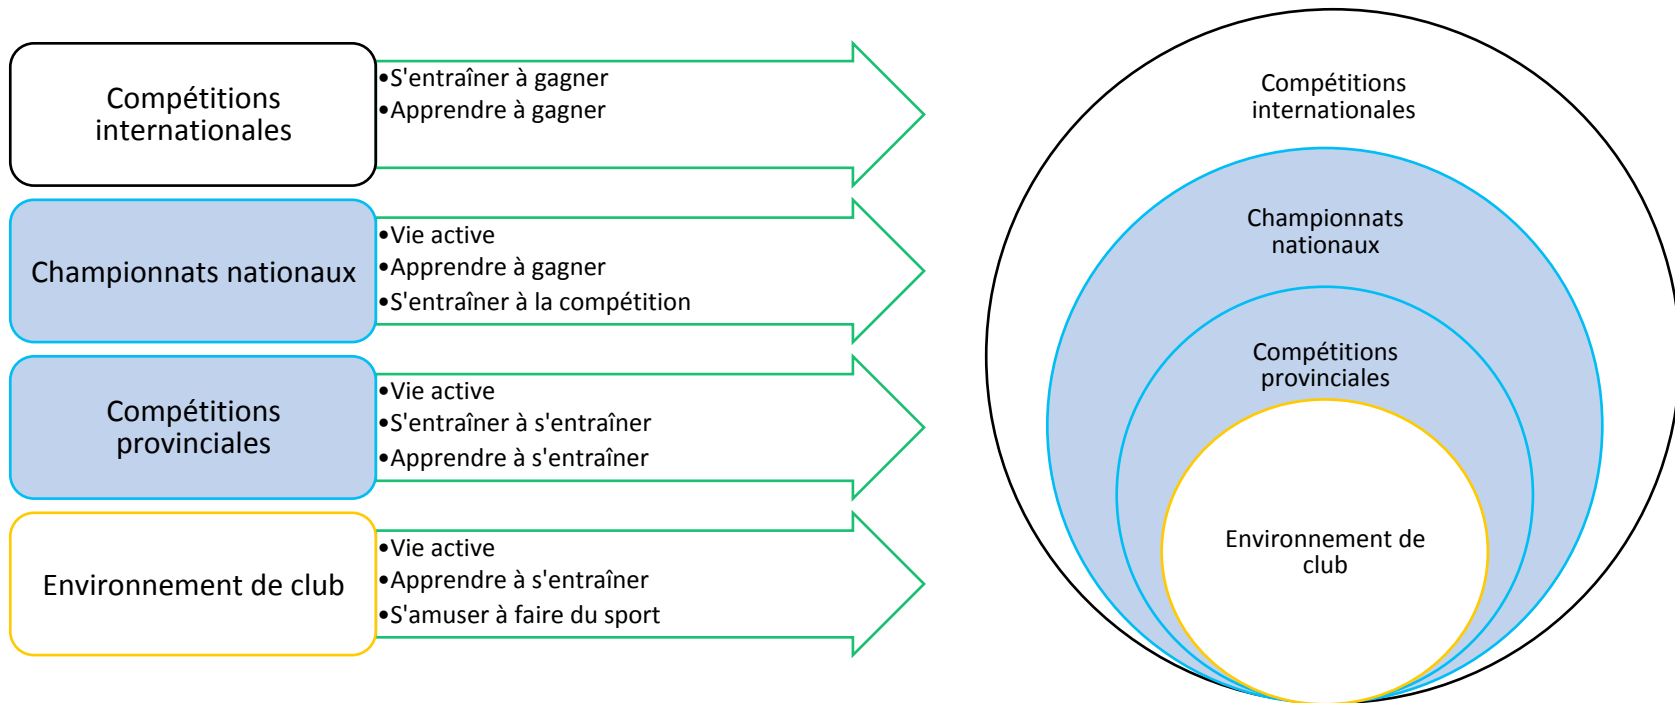 Compétitions
internationales
•S'entraîner à gagner
•Apprendre à gagner
Championnats nationaux
•Vie active
•Apprendre à gagner
•S'entraîner à la compétition
Compétitions
provinciales
•Vie active
•S'entraîner à s'entraîner
•Apprendre à s'entraîner
Environnement de club
•Vie active
•Apprendre à s'entraîner
•S'amuser à faire du sport
Compétitions
internationales
Championnats
nationaux
Compétitions
provinciales
Environnement de
club